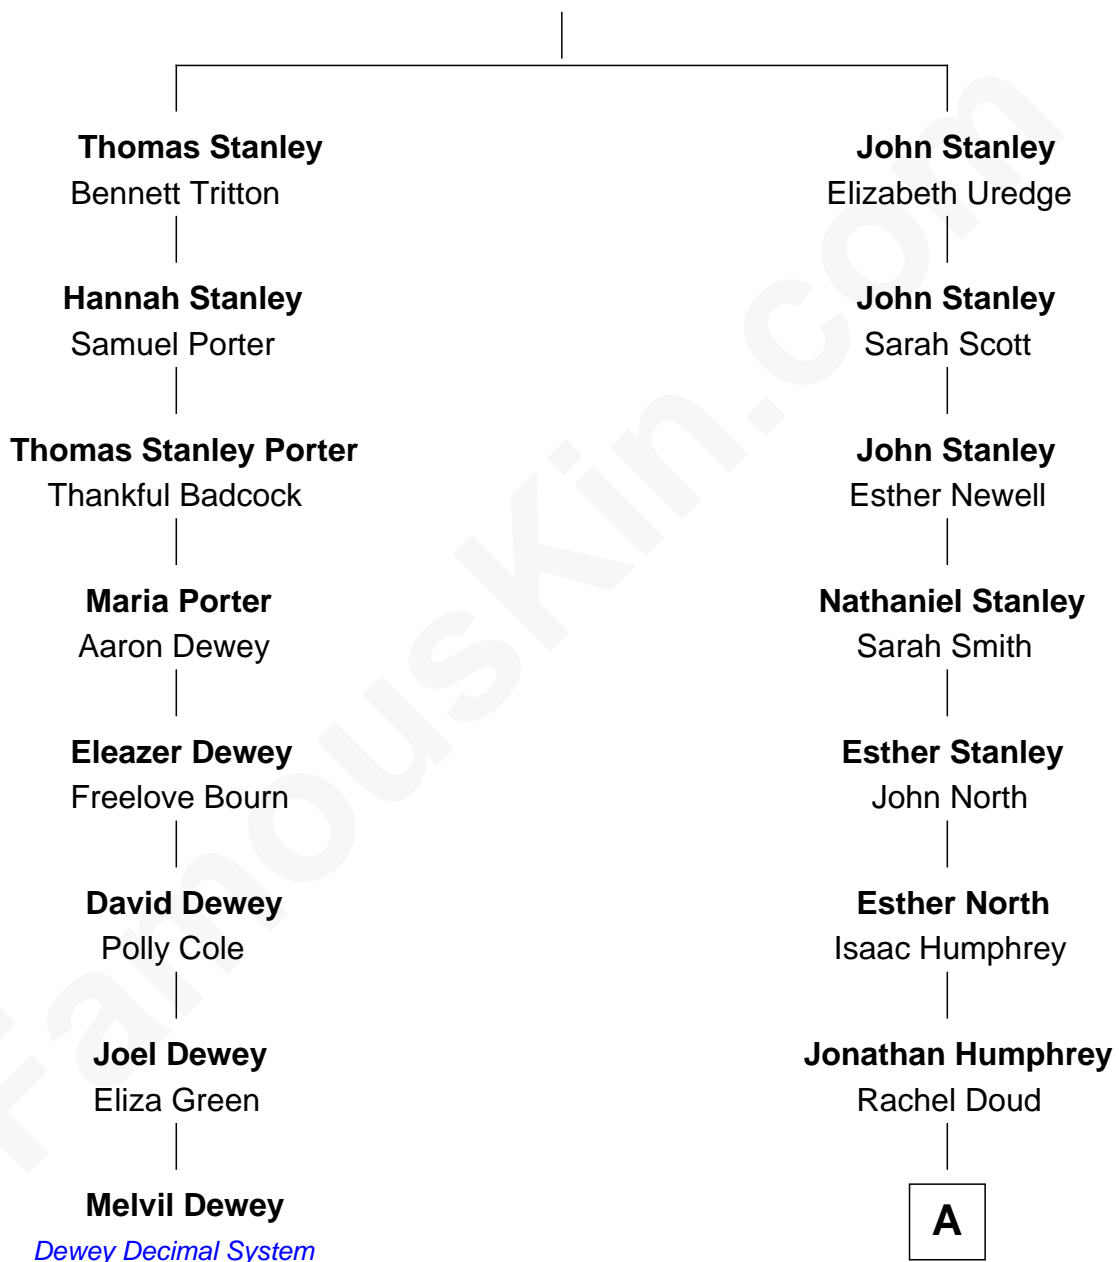 Thomas Stanley
Bennett Tritton
Hannah Stanley
Samuel Porter
Thomas Stanley Porter
Thankful Badcock
Maria Porter
Aaron Dewey
Eleazer Dewey
Freelove Bourn
David Dewey
Polly Cole
Joel Dewey
Eliza Green
Melvil Dewey
Dewey Decimal System
John Stanley
Elizabeth Uredge
John Stanley
Sarah Scott
John Stanley
Esther Newell
Nathaniel Stanley
Sarah Smith
Esther Stanley
John North
Esther North
Isaac Humphrey
Jonathan Humphrey
Rachel Doud
A
FamousKin.com